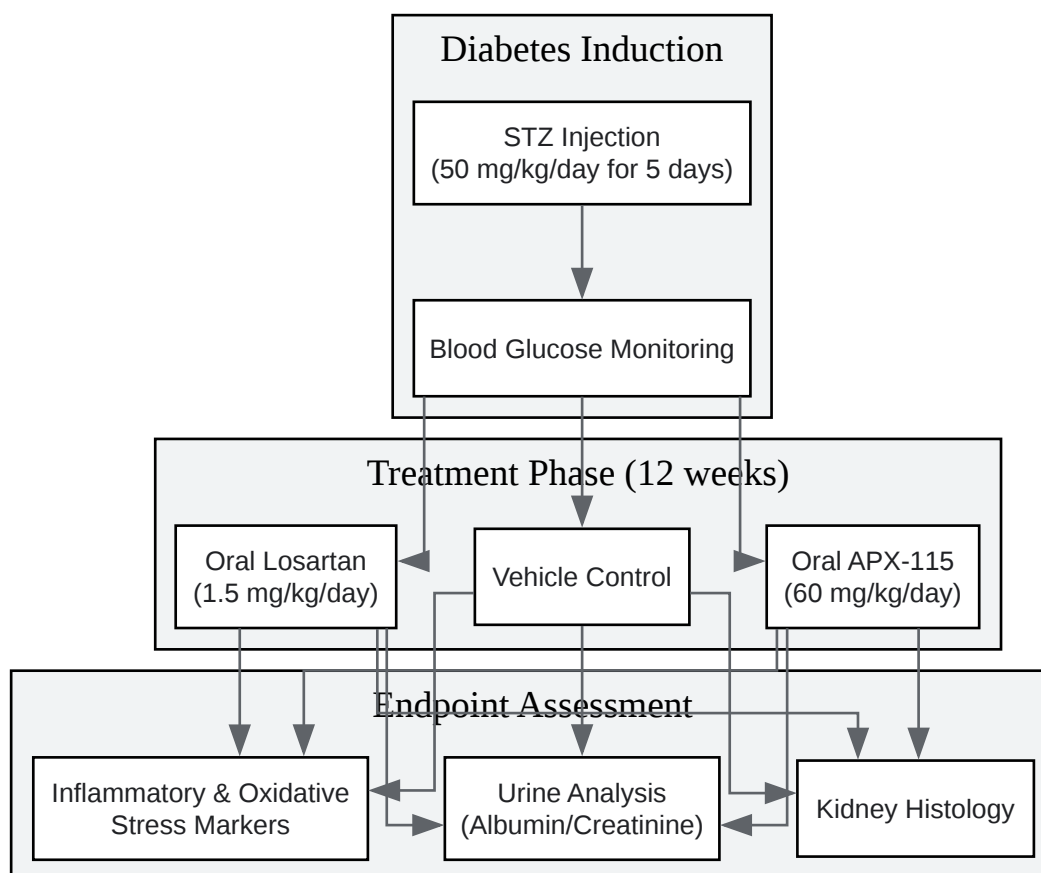 Diabetes Induction
STZ Injection
(50 mg/kg/day for 5 days)
Blood Glucose Monitoring
Treatment Phase (12 weeks)
Oral Losartan
(1.5 mg/kg/day)
Vehicle Control
Oral APX-115
(60 mg/kg/day)
Endpoint Assessment
Inflammatory & Oxidative
Stress Markers
Urine Analysis
(Albumin/Creatinine)
Kidney Histology